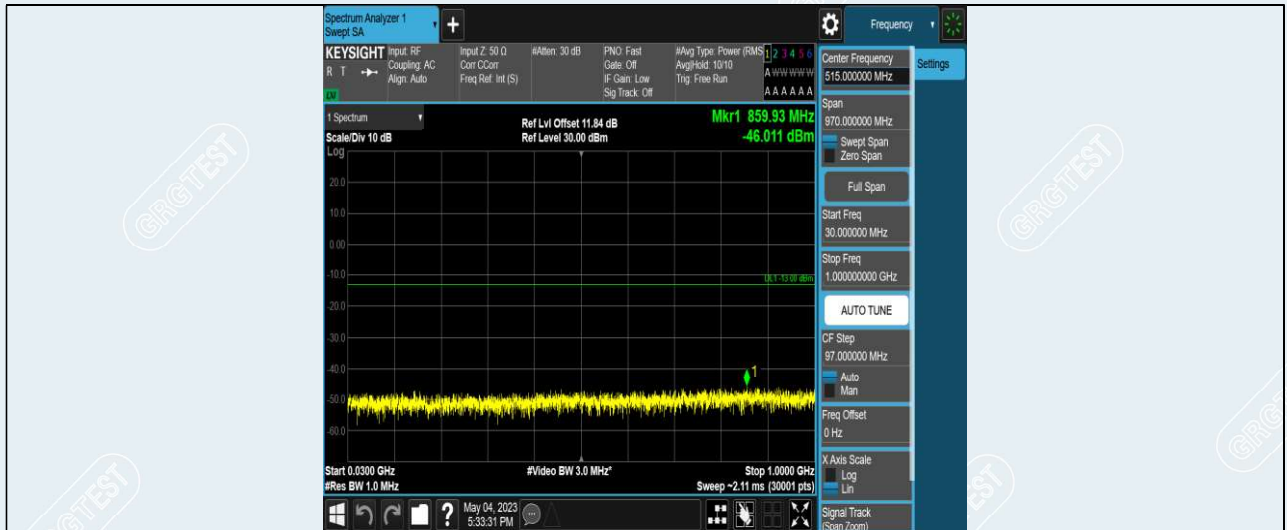 Spectrum Analyzer 1
Swept SA
+
Frequency
KEYSIGHT
R T
Input: RF
Coupling: AC
Align: Auto
Input Z: 50 Ω
Corr CCorr
Freq Ref: Int (S)
#Atten: 30 dB
PNO: Fast
Gate: Off
IF Gain: Low
Sig Track: Off
#Avg Type: Power (RMS
Avg|Hold: 10/10
Trig: Free Run
1 2 3 4 5 6
A W W W W W
A A A A A A
Settings
Center Frequency
515.000000 MHz
Span
970.000000 MHz
Swept Span
Zero Span
Full Span
Start Freq
30.000000 MHz
Stop Freq
1.000000000 GHz
AUTO TUNE
CF Step
97.000000 MHz
Auto
Man
Freq Offset
0 Hz
X Axis Scale
Log
Lin
Signal Track
(Span Zoom)
1 Spectrum
Scale/Div 10 dB
Log
Ref Lvl Offset 11.84 dB
Ref Level 30.00 dBm
Mkr1 859.93 MHz
-46.011 dBm
20.0
10.0
0.00
-10.0
DL1 -13.00 dBm
-20.0
-30.0
-40.0
1
-50.0
-60.0
Start 0.0300 GHz
#Res BW 1.0 MHz
#Video BW 3.0 MHz*
Stop 1.0000 GHz
Sweep ~2.11 ms (30001 pts)
?
May 04, 2023
5:33:31 PM
GRGTEST
GRGTEST